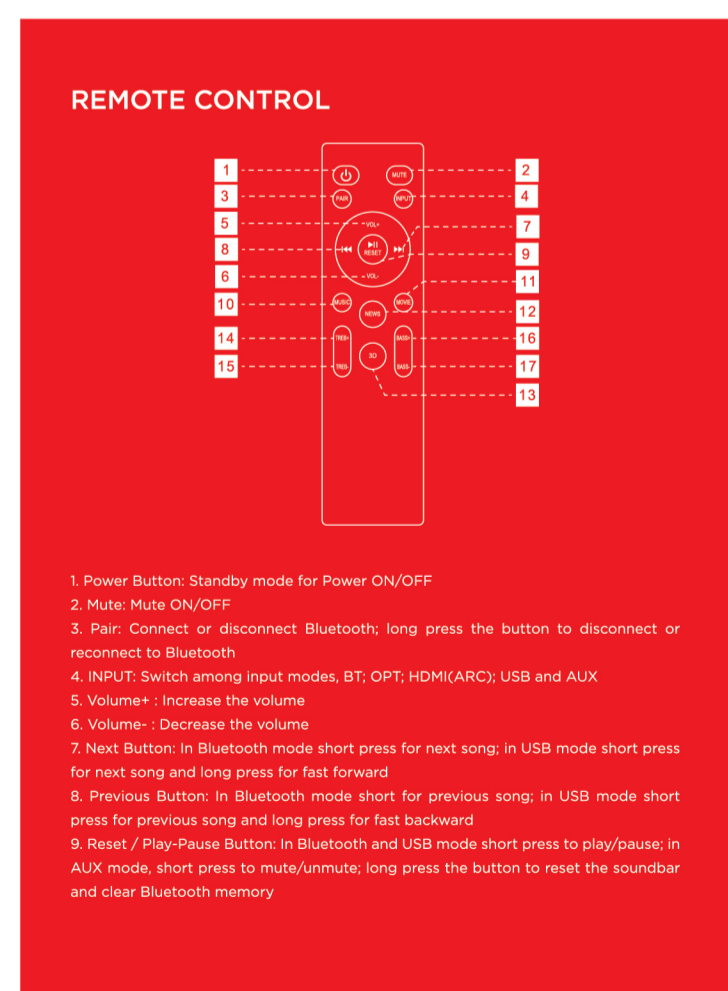 REMOTE CONTROL
1
2
3
4
5
7
8
9
6
11
10
12
14
16
15
17
13
MUTE
PAIR
INPUT
VOL+
RESET
VOL-
MUSIC
MOVIE
NEWS
TREB+
BASS+
3D
TREB-
BASS-
1. Power Button: Standby mode for Power ON/OFF
2. Mute: Mute ON/OFF
3. Pair: Connect or disconnect Bluetooth; long press the button to disconnect or
reconnect to Bluetooth
4. INPUT: Switch among input modes, BT; OPT; HDMI(ARC); USB and AUX
5. Volume+ : Increase the volume
6. Volume- : Decrease the volume
7. Next Button: In Bluetooth mode short press for next song; in USB mode short press
for next song and long press for fast forward
8. Previous Button: In Bluetooth mode short for previous song; in USB mode short
press for previous song and long press for fast backward
9. Reset / Play-Pause Button: In Bluetooth and USB mode short press to play/pause; in
AUX mode, short press to mute/unmute; long press the button to reset the soundbar
and clear Bluetooth memory